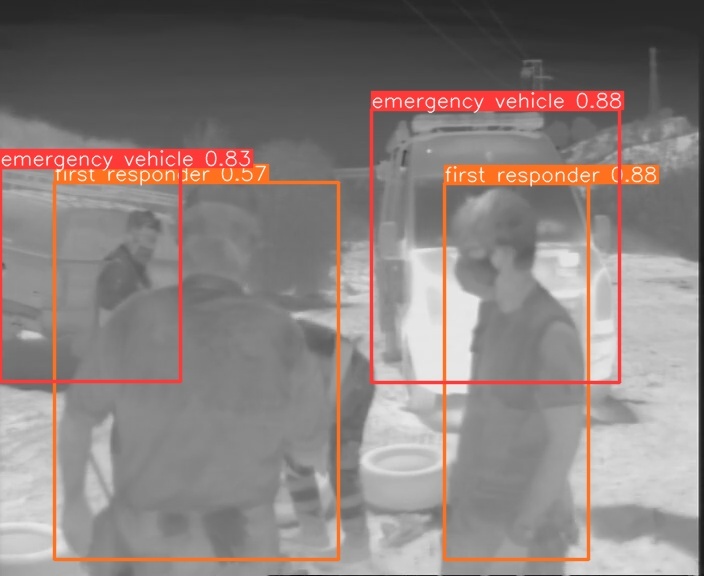 emergency vehicle 0.88
emergency vehicle 0.83
first responder 0.57
first responder 0.88